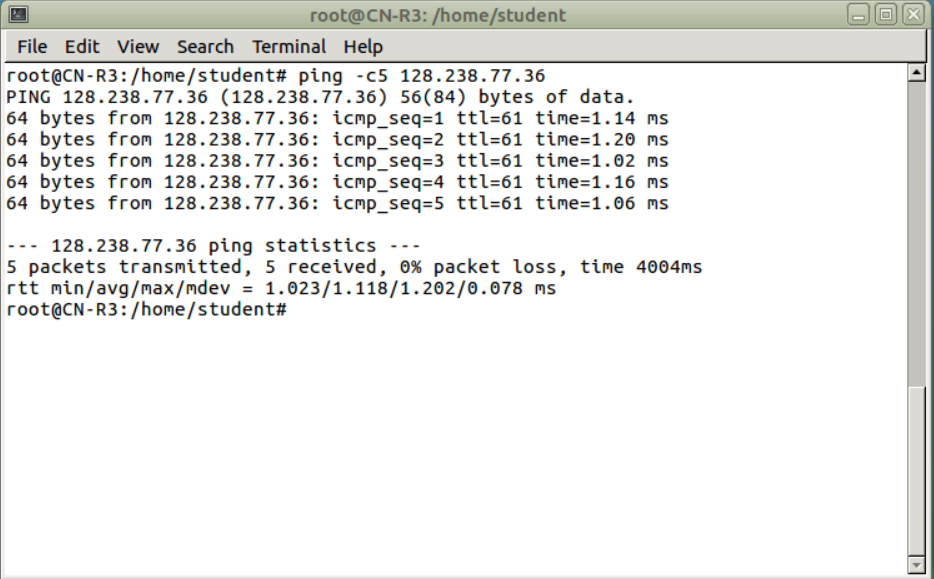 root@CN-R3: /home/student
File Edit View Search Terminal Help
root@CN-R3:/home/student# ping -c5 128.238.77.36
PING 128.238.77.36 (128.238.77.36) 56(84) bytes of data.
64 bytes from 128.238.77.36: icmp_seq=1 ttl=61 time=1.14 ms
64 bytes from 128.238.77.36: icmp_seq=2 ttl=61 time=1.20 ms
64 bytes from 128.238.77.36: icmp_seq=3 ttl=61 time=1.02 ms
64 bytes from 128.238.77.36: icmp_seq=4 ttl=61 time=1.16 ms
64 bytes from 128.238.77.36: icmp_seq=5 ttl=61 time=1.06 ms
--- 128.238.77.36 ping statistics ---
5 packets transmitted, 5 received, 0% packet loss, time 4004ms
rtt min/avg/max/mdev = 1.023/1.118/1.202/0.078 ms
root@CN-R3:/home/student#